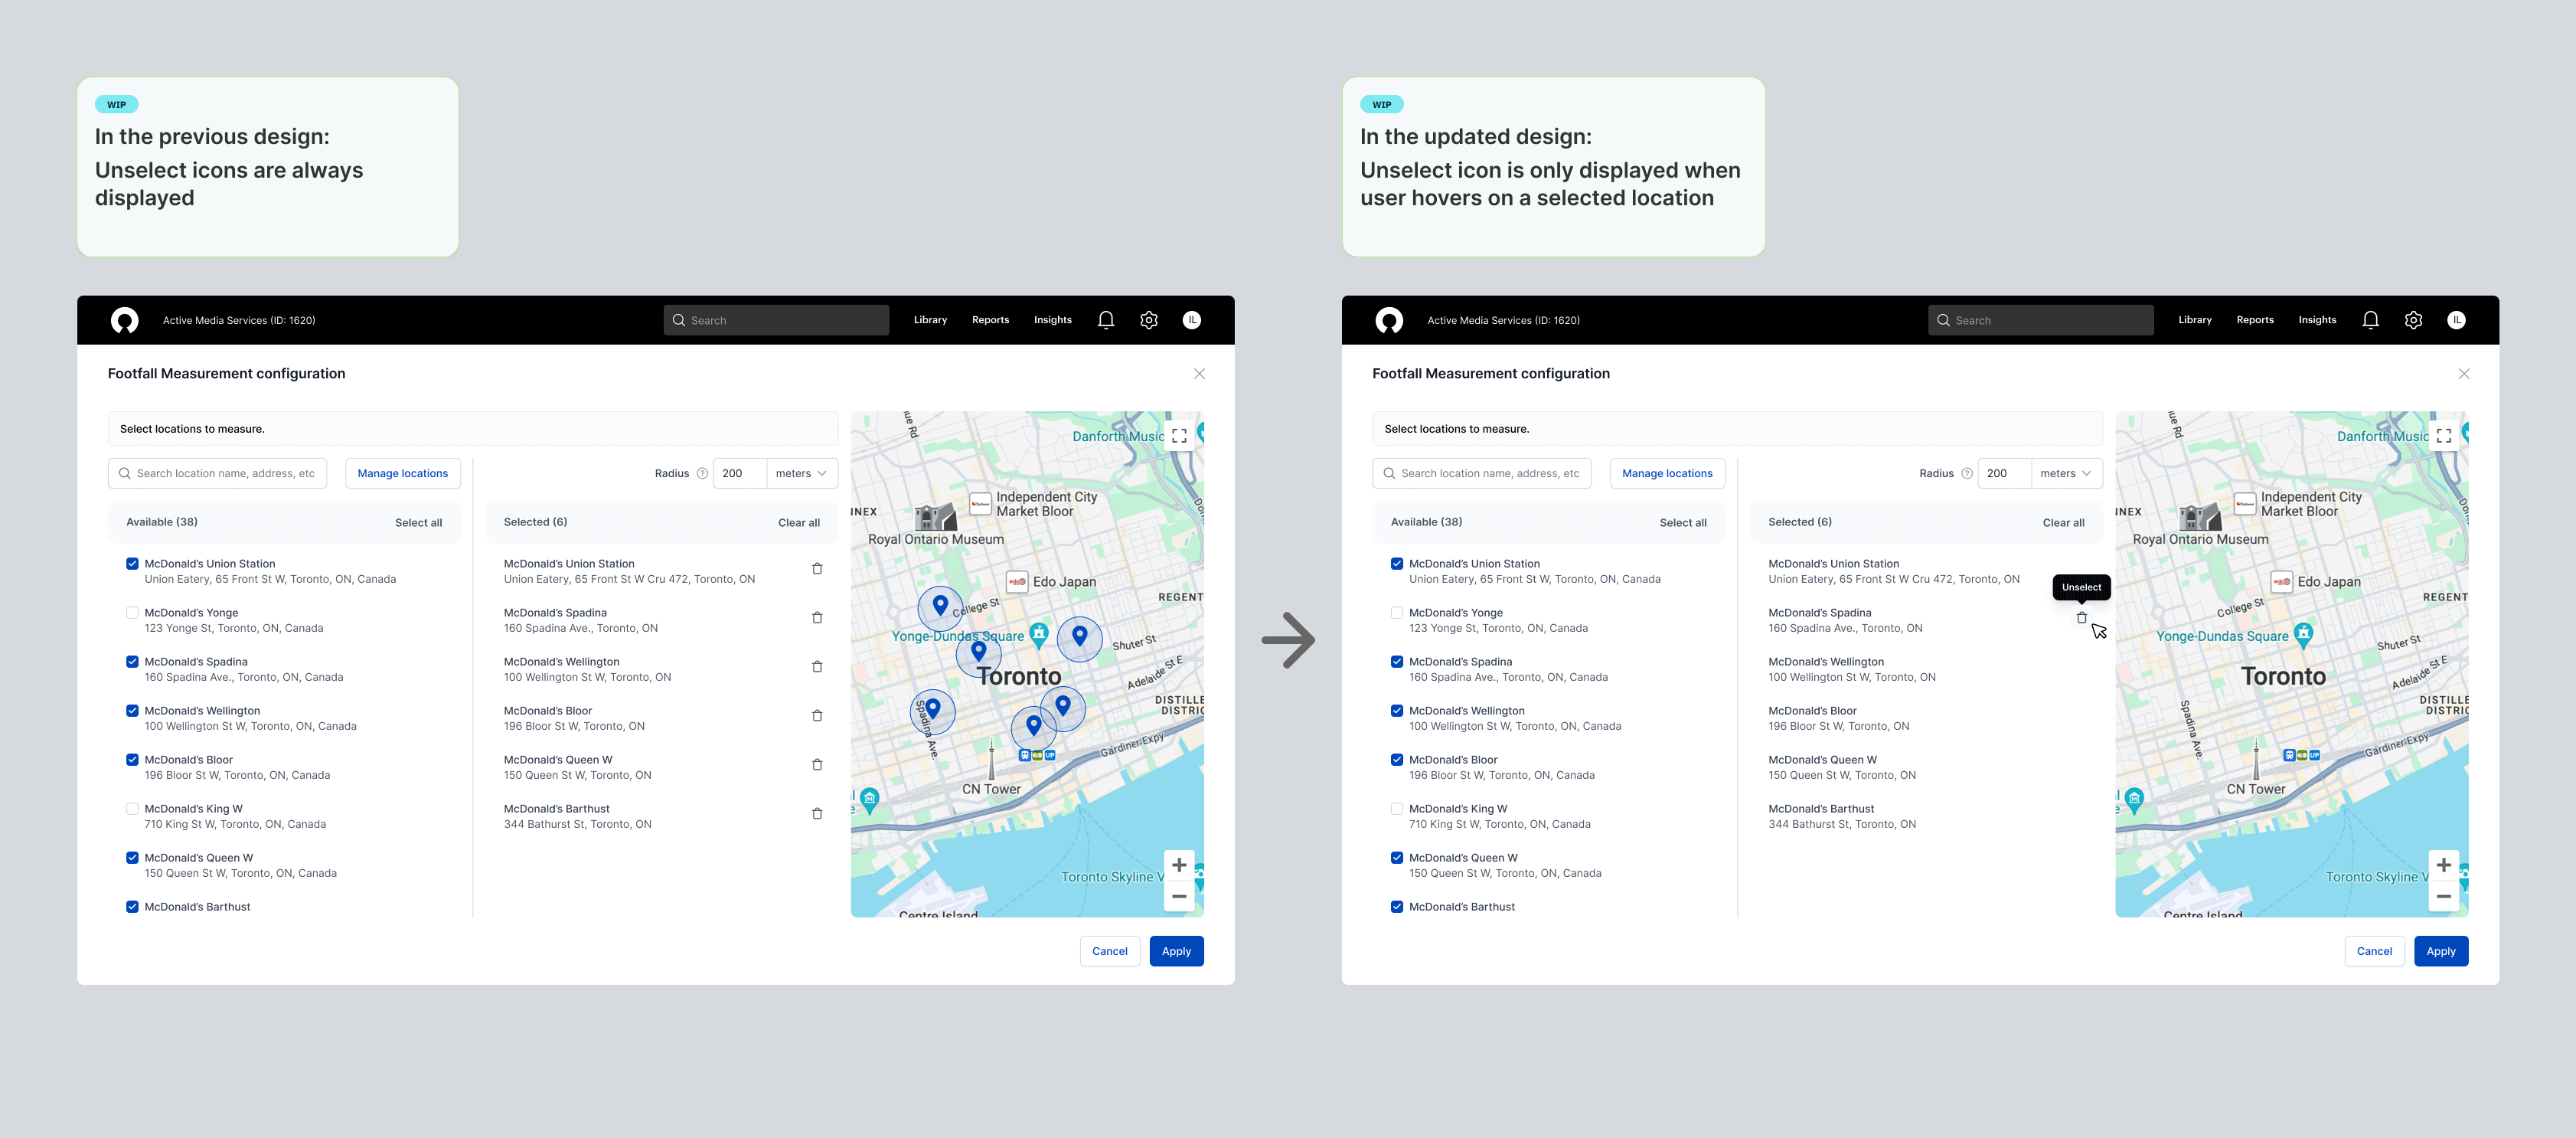 WIP
In the previous design:
Unselect icons are always
displayed
WIP
In the updated design:
Unselect icon is only displayed when
user hovers on a selected location
Active Media Services (ID: 1620)
Search
Library
Reports
Insights
IL
Footfall Measurement configuration
Select locations to measure.
Search location name, address, etc
Manage locations
Radius
200
meters
Available (38)
Select all
McDonald's Union Station
Union Eatery, 65 Front St W, Toronto, ON, Canada
McDonald's Yonge
123 Yonge St, Toronto, ON, Canada
McDonald's Spadina
160 Spadina Ave., Toronto, ON, Canada
McDonald's Wellington
100 Wellington St W, Toronto, ON, Canada
McDonald's Bloor
196 Bloor St W, Toronto, ON, Canada
McDonald's King W
710 King St W, Toronto, ON, Canada
McDonald's Queen W
150 Queen St W, Toronto, ON, Canada
McDonald's Barthust
Selected (6)
Clear all
McDonald's Union Station
Union Eatery, 65 Front St W Cru 472, Toronto, ON
McDonald's Spadina
160 Spadina Ave., Toronto, ON
McDonald's Wellington
100 Wellington St W, Toronto, ON
McDonald's Bloor
196 Bloor St W, Toronto, ON
McDonald's Queen W
150 Queen St W, Toronto, ON
McDonald's Barthust
344 Bathurst St, Toronto, ON
ue Rd
Danforth Music
Independent City
Market Bloor
NNEX
Royal Ontario Museum
Edo Japan
REGENT
College St
Yonge-Dundas Square
Shuter St
Toronto
Adelaide St E
DISTILLE
DISTRIC
Spadina Ave.
Gardiner Expy
UP
CN Tower
Toronto Skyline V
Centre Island
Cancel
Apply
Active Media Services (ID: 1620)
Search
Library
Reports
Insights
IL
Footfall Measurement configuration
Select locations to measure.
Search location name, address, etc
Manage locations
Radius
200
meters
Available (38)
Select all
McDonald's Union Station
Union Eatery, 65 Front St W, Toronto, ON, Canada
McDonald's Yonge
123 Yonge St, Toronto, ON, Canada
McDonald's Spadina
160 Spadina Ave., Toronto, ON, Canada
McDonald's Wellington
100 Wellington St W, Toronto, ON, Canada
McDonald's Bloor
196 Bloor St W, Toronto, ON, Canada
McDonald's King W
710 King St W, Toronto, ON, Canada
McDonald's Queen W
150 Queen St W, Toronto, ON, Canada
McDonald's Barthust
Selected (6)
Clear all
McDonald's Union Station
Union Eatery, 65 Front St W Cru 472, Toronto, ON
Unselect
McDonald's Spadina
160 Spadina Ave., Toronto, ON
McDonald's Wellington
100 Wellington St W, Toronto, ON
McDonald's Bloor
196 Bloor St W, Toronto, ON
McDonald's Queen W
150 Queen St W, Toronto, ON
McDonald's Barthust
344 Bathurst St, Toronto, ON
ue Rd
Danforth Music
Independent City
Market Bloor
NEX
Royal Ontario Museum
Edo Japan
REGENT
College St
Yonge-Dundas Square
Shuter St
Toronto
Adelaide St E
DISTILLE
DISTRIC
Spadina Ave.
Gardiner Expy
UP
CN Tower
Toronto Skyline V
Centre Island
Cancel
Apply